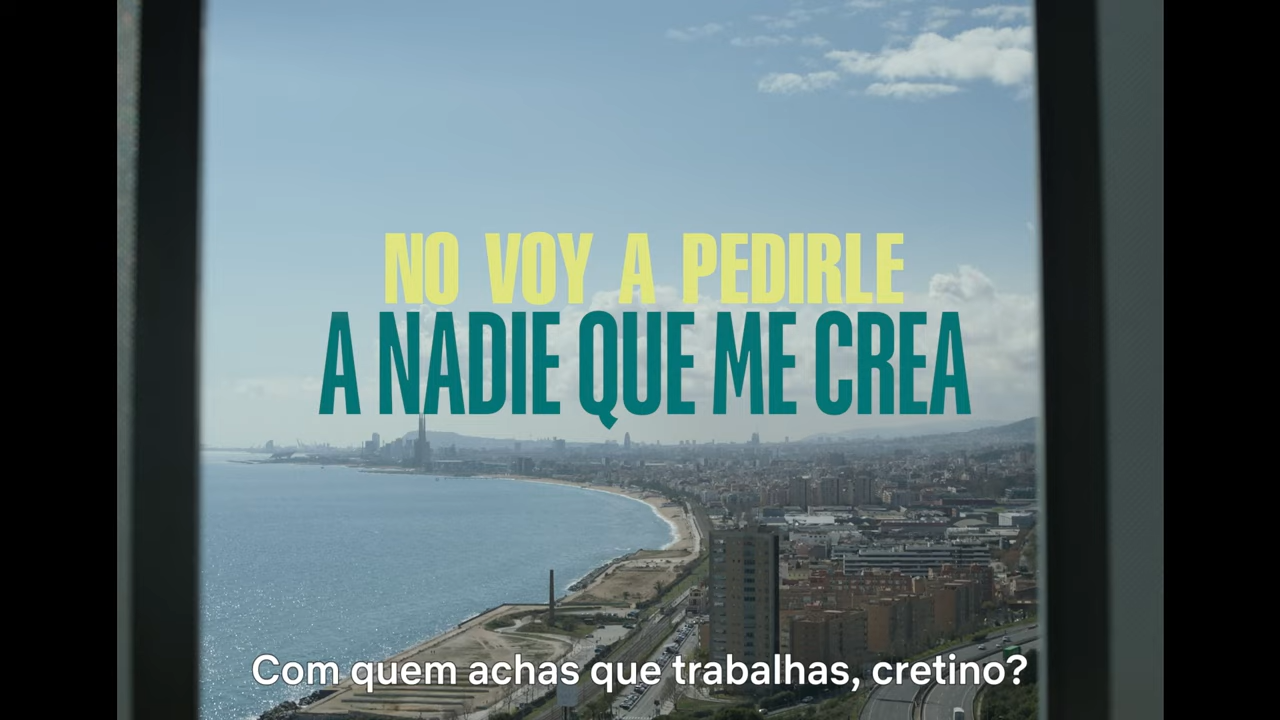 NO VOY A PEDIRLE
A NADIE QUE ME CREA
Com quem achas que trabalhas, cretino?